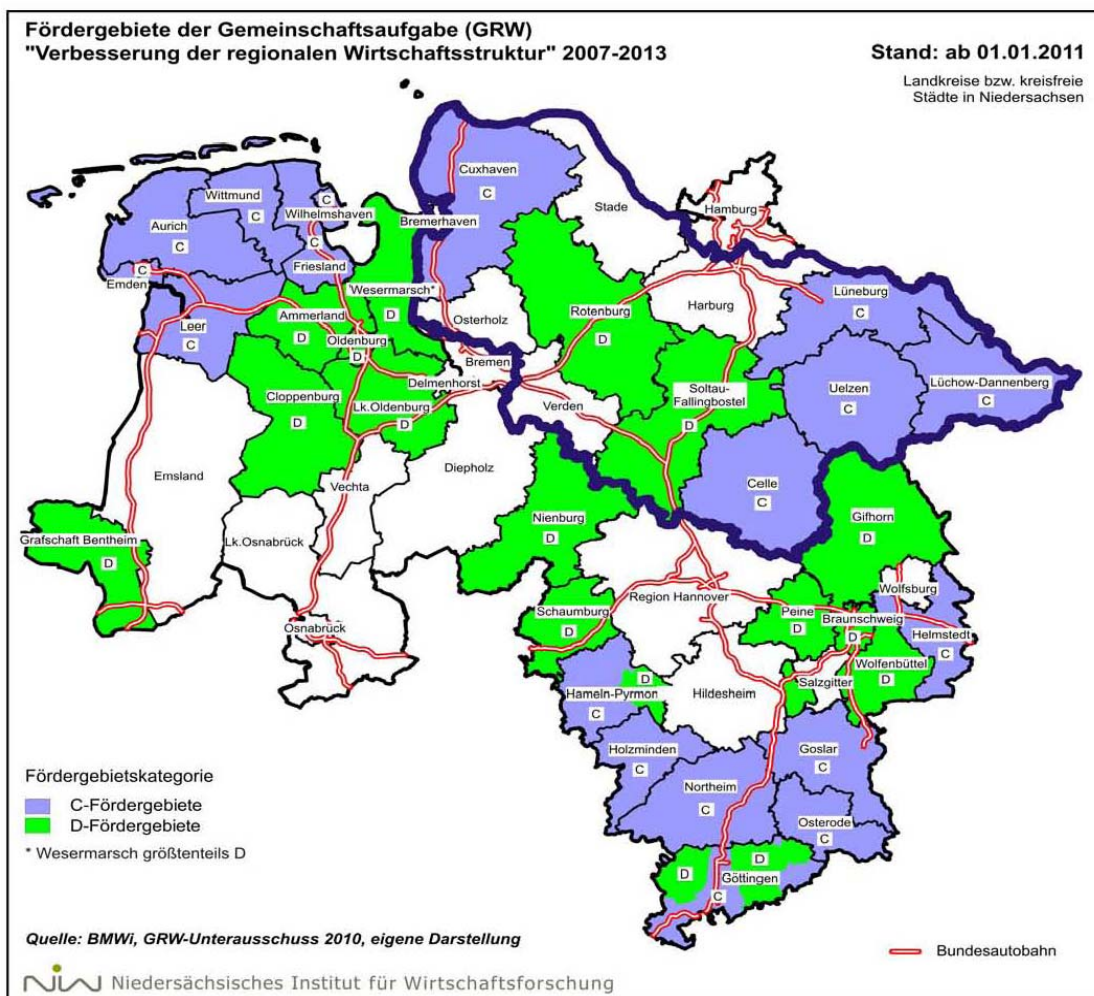 Fördergebiete der Gemeinschaftsaufgabe (GRW)
"Verbesserung der regionalen Wirtschaftsstruktur" 2007-2013
Stand: ab 01.01.2011
Landkreise bzw. kreisfreie
Städte in Niedersachsen
Cuxhaven
C
Stade
Hamburg
Wittmund
C
Wilhelmshaven
C
Bremerhaven
Aurich
C
C
Friesland
Emden
C
Leer
C
Wesermarsch*
D
Osterholz
Rotenburg
D
Harburg
Lüneburg
C
Ammerland
D
Oldenburg
D
Bremen
Delmenhorst
Cloppenburg
D
Lk.Oldenburg
D
Verden
Soltau-
Fallingbostel
D
Uelzen
C
Lüchow-Dannenberg
C
Emsland
Vechta
Diepholz
Celle
C
Nienburg
D
Gifhorn
D
Grafschaft Bentheim
D
Lk.Osnabrück
Wolfsburg
Region Hannover
Schaumburg
D
Peine
D
Braunschweig
D
Helmstedt
C
Osnabrück
Wolfenbüttel
D
Salzgitter
D
Hameln-Pyrmon
C
Hildesheim
Holzminden
C
Goslar
C
Northeim
C
Osterode
C
D
D
Göttingen
C
Fördergebietskategorie
C-Fördergebiete
D-Fördergebiete
* Wesermarsch größtenteils D
Quelle: BMWi, GRW-Unterausschuss 2010, eigene Darstellung
Bundesautobahn
NIW Niedersächsisches Institut für Wirtschaftsforschung